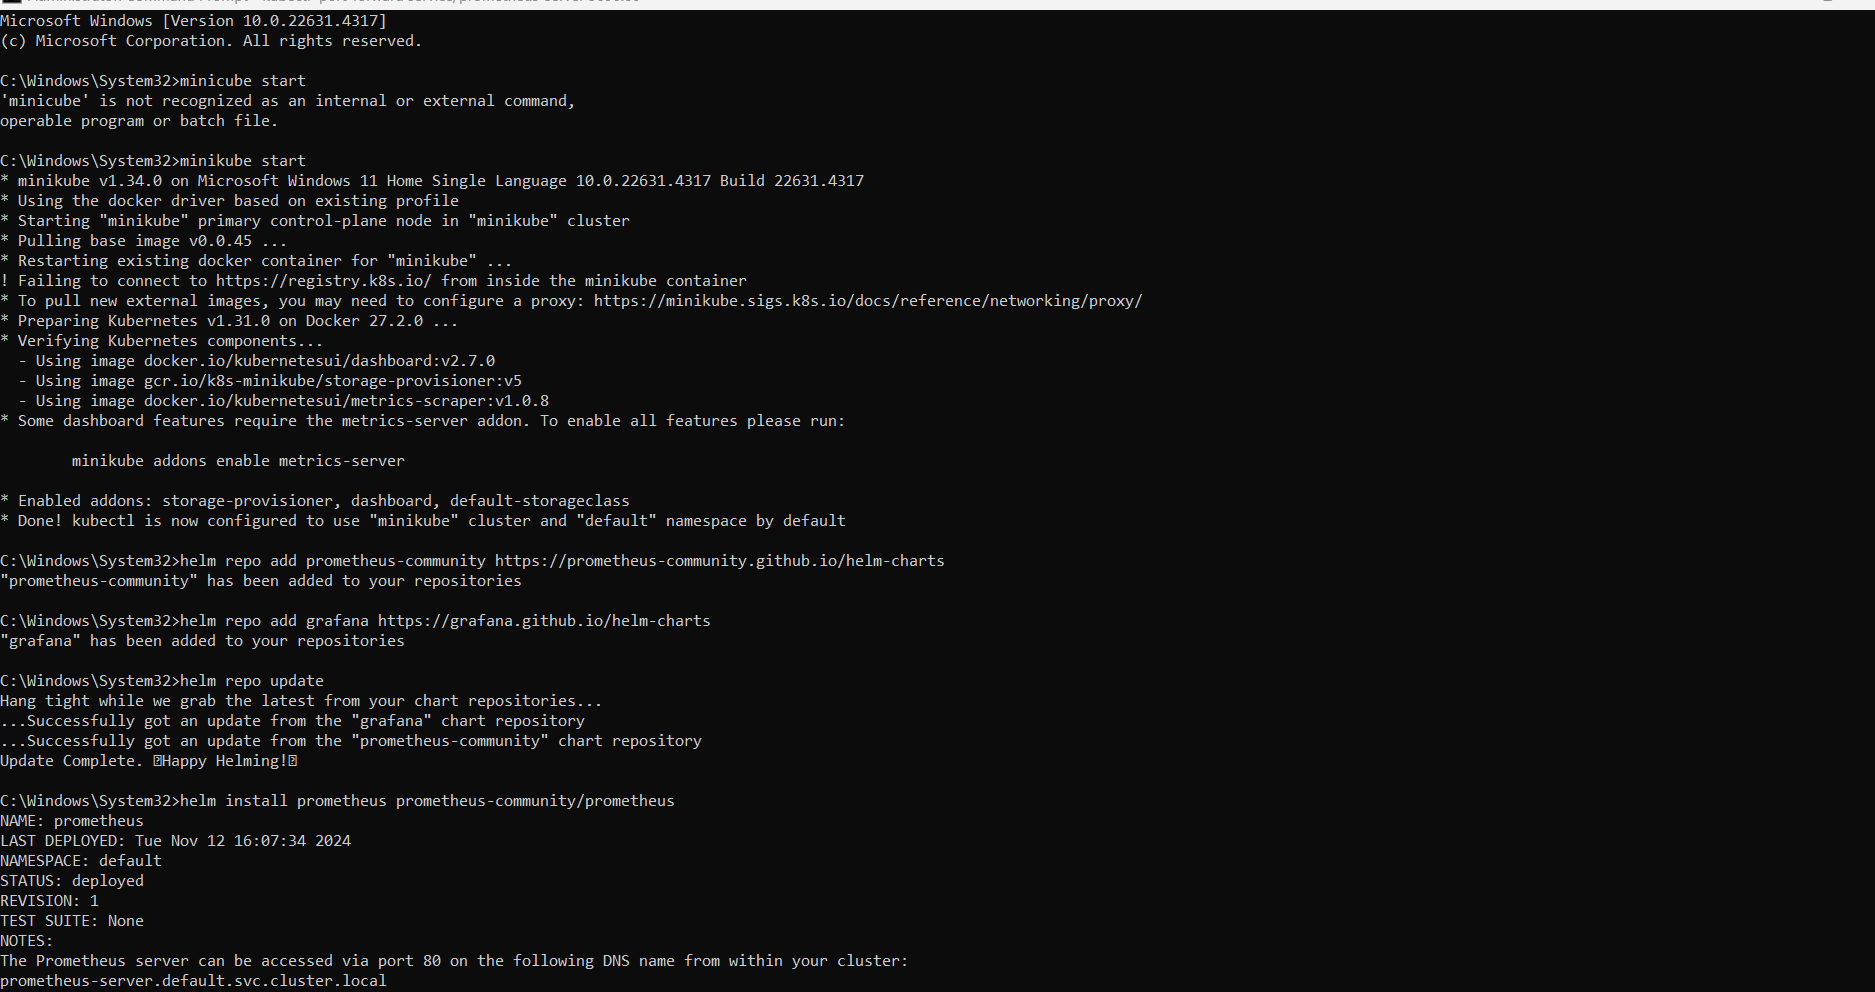 Microsoft Windows [Version 10.0.22631.4317]
(c) Microsoft Corporation. All rights reserved.
C:\Windows\System32>minicube start
'minicube' is not recognized as an internal or external command,
operable program or batch file.
C:\Windows\System32>minikube start
* minikube v1.34.0 on Microsoft Windows 11 Home Single Language 10.0.22631.4317 Build 22631.4317
* Using the docker driver based on existing profile
* Starting "minikube" primary control-plane node in "minikube" cluster
* Pulling base image v0.0.45 ...
* Restarting existing docker container for "minikube" ...
! Failing to connect to https://registry.k8s.io/ from inside the minikube container
* To pull new external images, you may need to configure a proxy: https://minikube.sigs.k8s.io/docs/reference/networking/proxy/
* Preparing Kubernetes v1.31.0 on Docker 27.2.0 ...
* Verifying Kubernetes components...
  - Using image docker.io/kubernetesui/dashboard:v2.7.0
  - Using image gcr.io/k8s-minikube/storage-provisioner:v5
  - Using image docker.io/kubernetesui/metrics-scraper:v1.0.8
* Some dashboard features require the metrics-server addon. To enable all features please run:
        minikube addons enable metrics-server
* Enabled addons: storage-provisioner, dashboard, default-storageclass
* Done! kubectl is now configured to use "minikube" cluster and "default" namespace by default
C:\Windows\System32>helm repo add prometheus-community https://prometheus-community.github.io/helm-charts
"prometheus-community" has been added to your repositories
C:\Windows\System32>helm repo add grafana https://grafana.github.io/helm-charts
"grafana" has been added to your repositories
C:\Windows\System32>helm repo update
Hang tight while we grab the latest from your chart repositories...
...Successfully got an update from the "grafana" chart repository
...Successfully got an update from the "prometheus-community" chart repository
Update Complete. ⍰Happy Helming!⍰
C:\Windows\System32>helm install prometheus prometheus-community/prometheus
NAME: prometheus
LAST DEPLOYED: Tue Nov 12 16:07:34 2024
NAMESPACE: default
STATUS: deployed
REVISION: 1
TEST SUITE: None
NOTES:
The Prometheus server can be accessed via port 80 on the following DNS name from within your cluster:
prometheus-server.default.svc.cluster.local